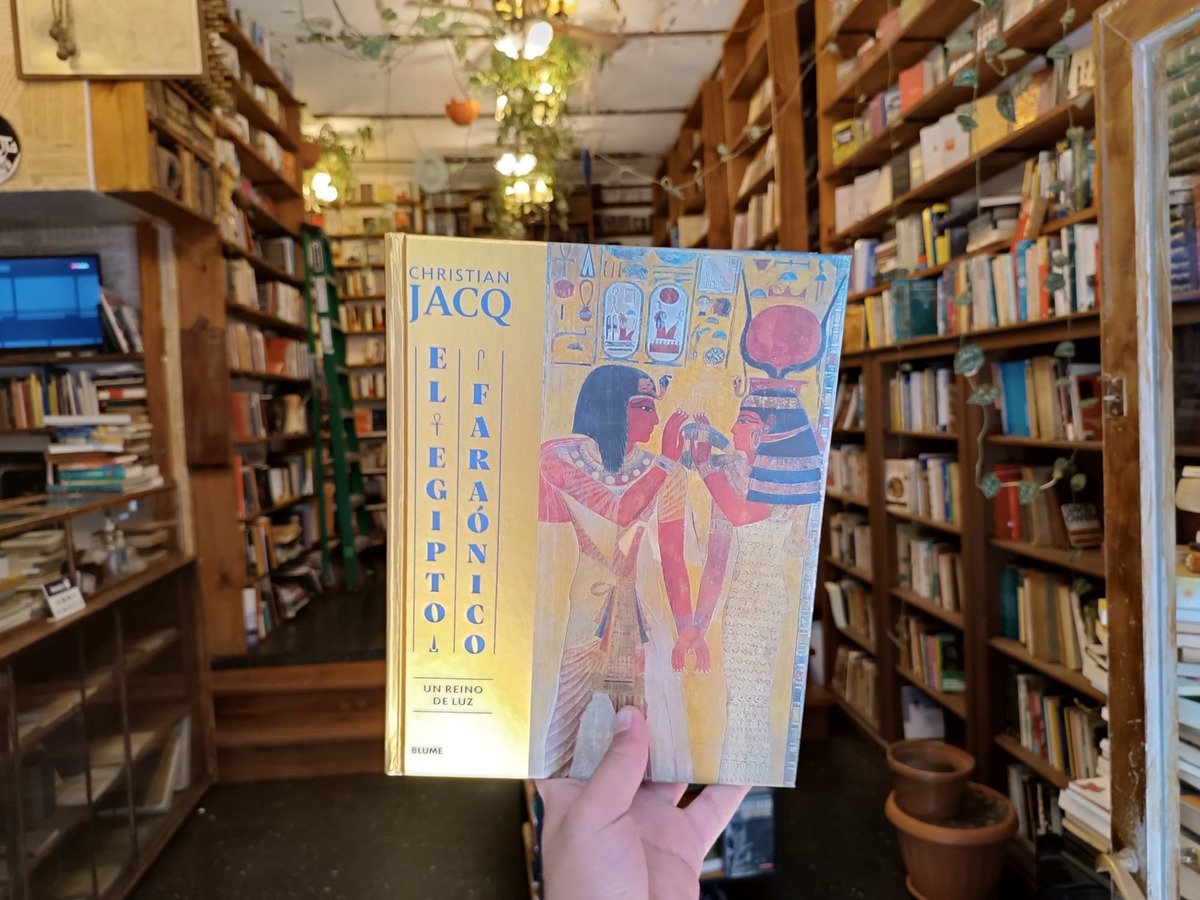 CHRISTIAN
JACQ
EL EGIPTO
FARAÓNICO
UN REINO
DE LUZ
BLUME